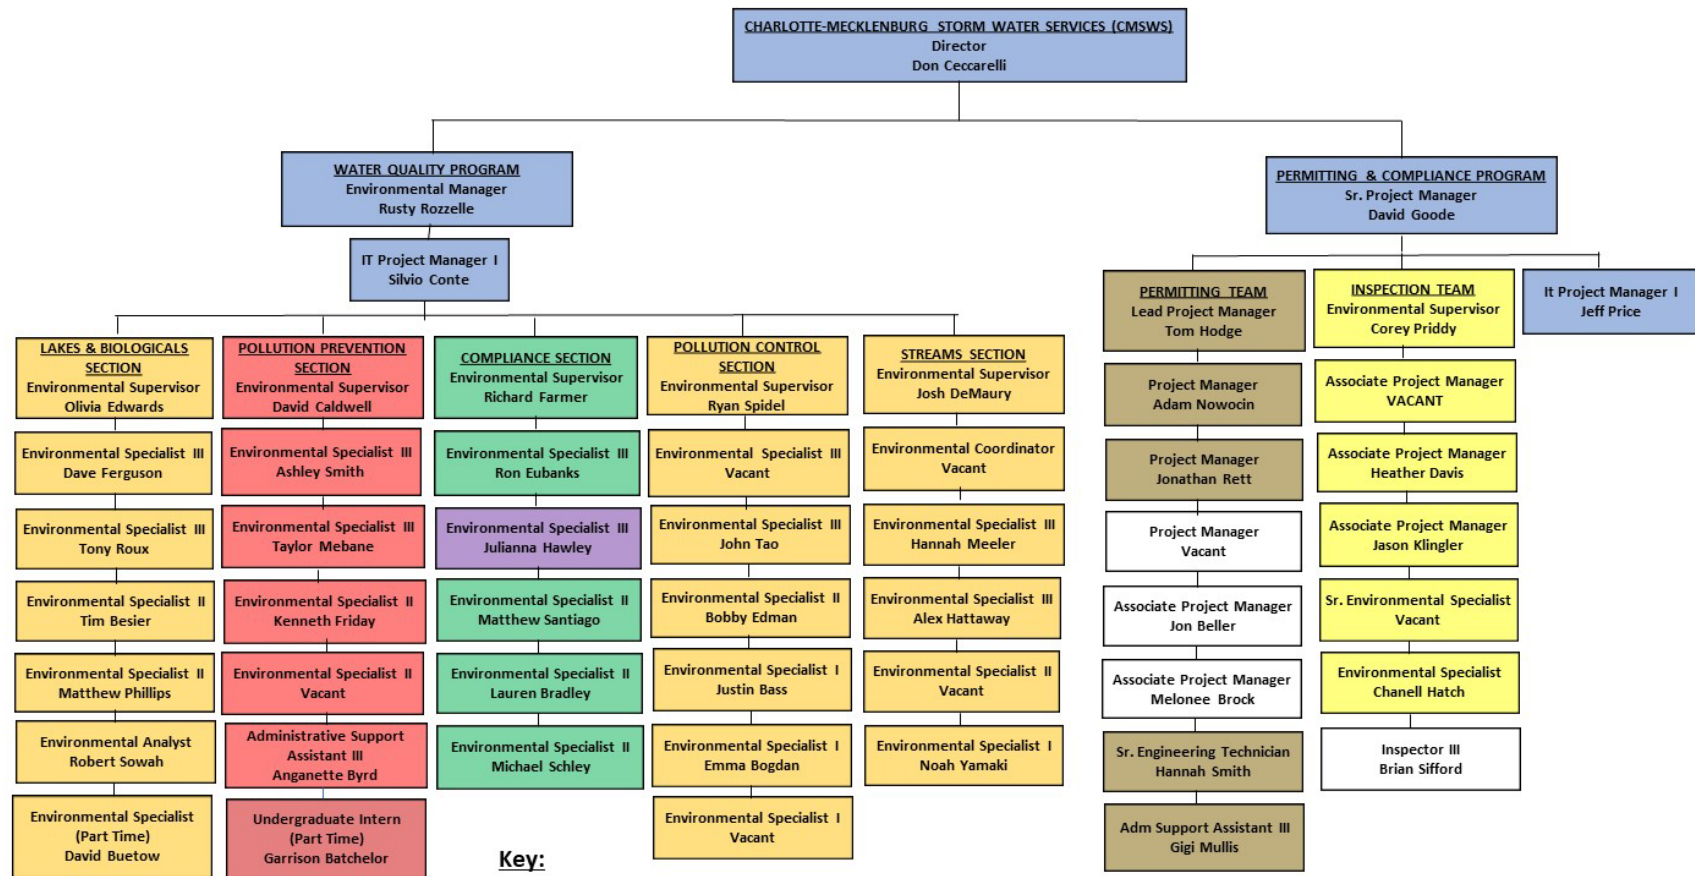 CHARLOTTE-MECKLENBURG STORM WATER SERVICES (CMSWS)
Director
Don Ceccarelli
WATER QUALITY PROGRAM
Environmental Manager
Rusty Rozzelle
IT Project Manager I
Silvio Conte
LAKES & BIOLOGICALS
SECTION
Environmental Supervisor
Olivia Edwards
Environmental Specialist III
Dave Ferguson
Environmental Specialist III
Tony Roux
Environmental Specialist II
Tim Besier
Environmental Specialist II
Matthew Phillips
Environmental Analyst
Robert Sowah
Environmental Specialist
(Part Time)
David Buetow
POLLUTION PREVENTION
SECTION
Environmental Supervisor
David Caldwell
Environmental Specialist III
Ashley Smith
Environmental Specialist III
Taylor Mebane
Environmental Specialist II
Kenneth Friday
Environmental Specialist II
Vacant
Administrative Support
Assistant III
Anganette Byrd
Undergraduate Intern
(Part Time)
Garrison Batchelor
COMPLIANCE SECTION
Environmental Supervisor
Richard Farmer
Environmental Specialist III
Ron Eubanks
Environmental Specialist III
Julianna Hawley
Environmental Specialist II
Matthew Santiago
Environmental Specialist II
Lauren Bradley
Environmental Specialist II
Michael Schley
POLLUTION CONTROL
SECTION
Environmental Supervisor
Ryan Spidel
Environmental Specialist III
Vacant
Environmental Specialist III
John Tao
Environmental Specialist II
Bobby Edman
Environmental Specialist I
Justin Bass
Environmental Specialist I
Emma Bogdan
Environmental Specialist I
Vacant
STREAMS SECTION
Environmental Supervisor
Josh DeMaury
Environmental Coordinator
Vacant
Environmental Specialist III
Hannah Meeler
Environmental Specialist III
Alex Hattaway
Environmental Specialist II
Vacant
Environmental Specialist I
Noah Yamaki
PERMITTING & COMPLIANCE PROGRAM
Sr. Project Manager
David Goode
PERMITTING TEAM
Lead Project Manager
Tom Hodge
Project Manager
Adam Nowocin
Project Manager
Jonathan Rett
Project Manager
Vacant
Associate Project Manager
Jon Beller
Associate Project Manager
Melonee Brock
Sr. Engineering Technician
Hannah Smith
Adm Support Assistant III
Gigi Mullis
INSPECTION TEAM
Environmental Supervisor
Corey Priddy
Associate Project Manager
VACANT
Associate Project Manager
Heather Davis
Associate Project Manager
Jason Klingler
Sr. Environmental Specialist
Vacant
Environmental Specialist
Chanell Hatch
Inspector III
Brian Sifford
It Project Manager I
Jeff Price
Key: